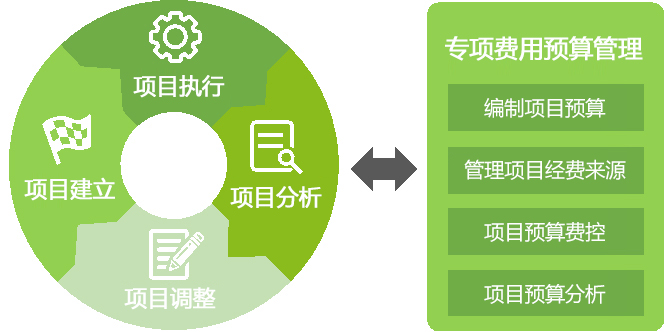 项目执行
项目建立
项目分析
项目调整
专项费用预算管理
编制项目预算
管理项目经费来源
项目预算费控
项目预算分析